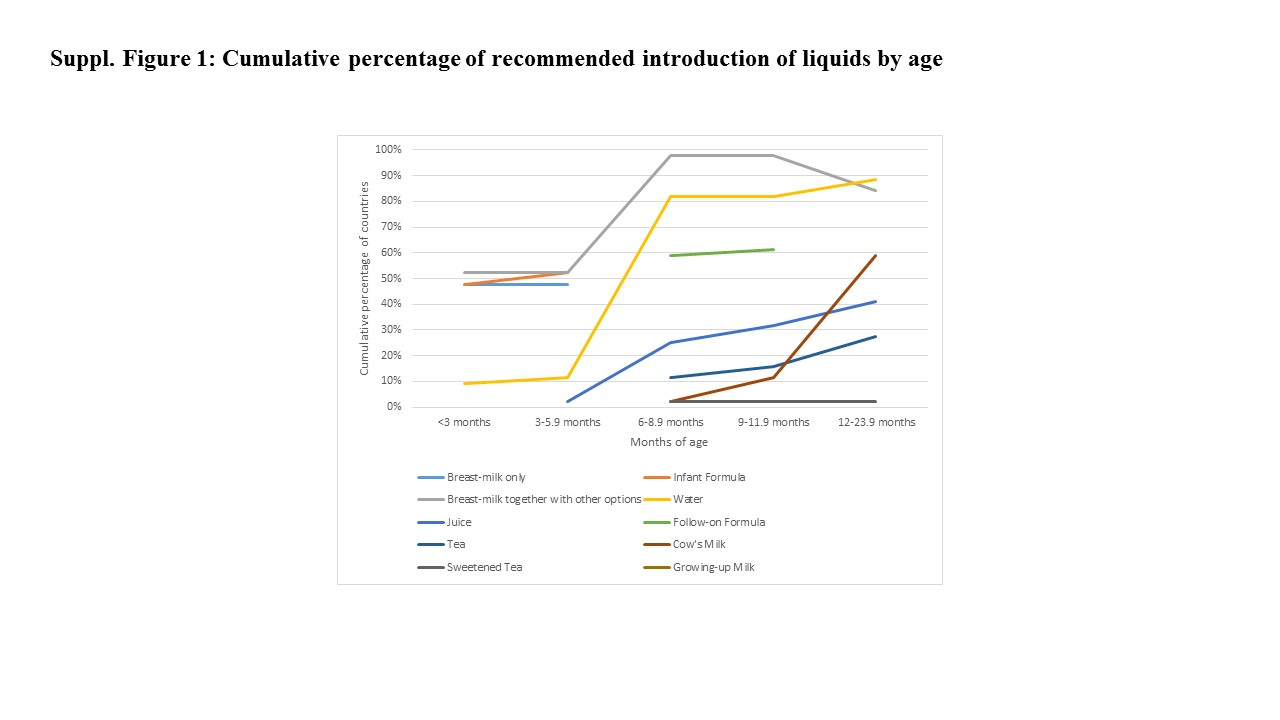 Suppl. Figure 1: Cumulative percentage of recommended introduction of liquids by age
100%
90%
80%
70%
60%
50%
40%
30%
20%
10%
0%
Cumulative percentage of countries
<3 months 3-5.9 months 6-8.9 months 9-11.9 months 12-23.9 months
Months of age
Breast-milk only Infant Formula
Breast-milk together with other options Water
Juice Follow-on Formula
Tea Cow's Milk
Sweetened Tea Growing-up Milk